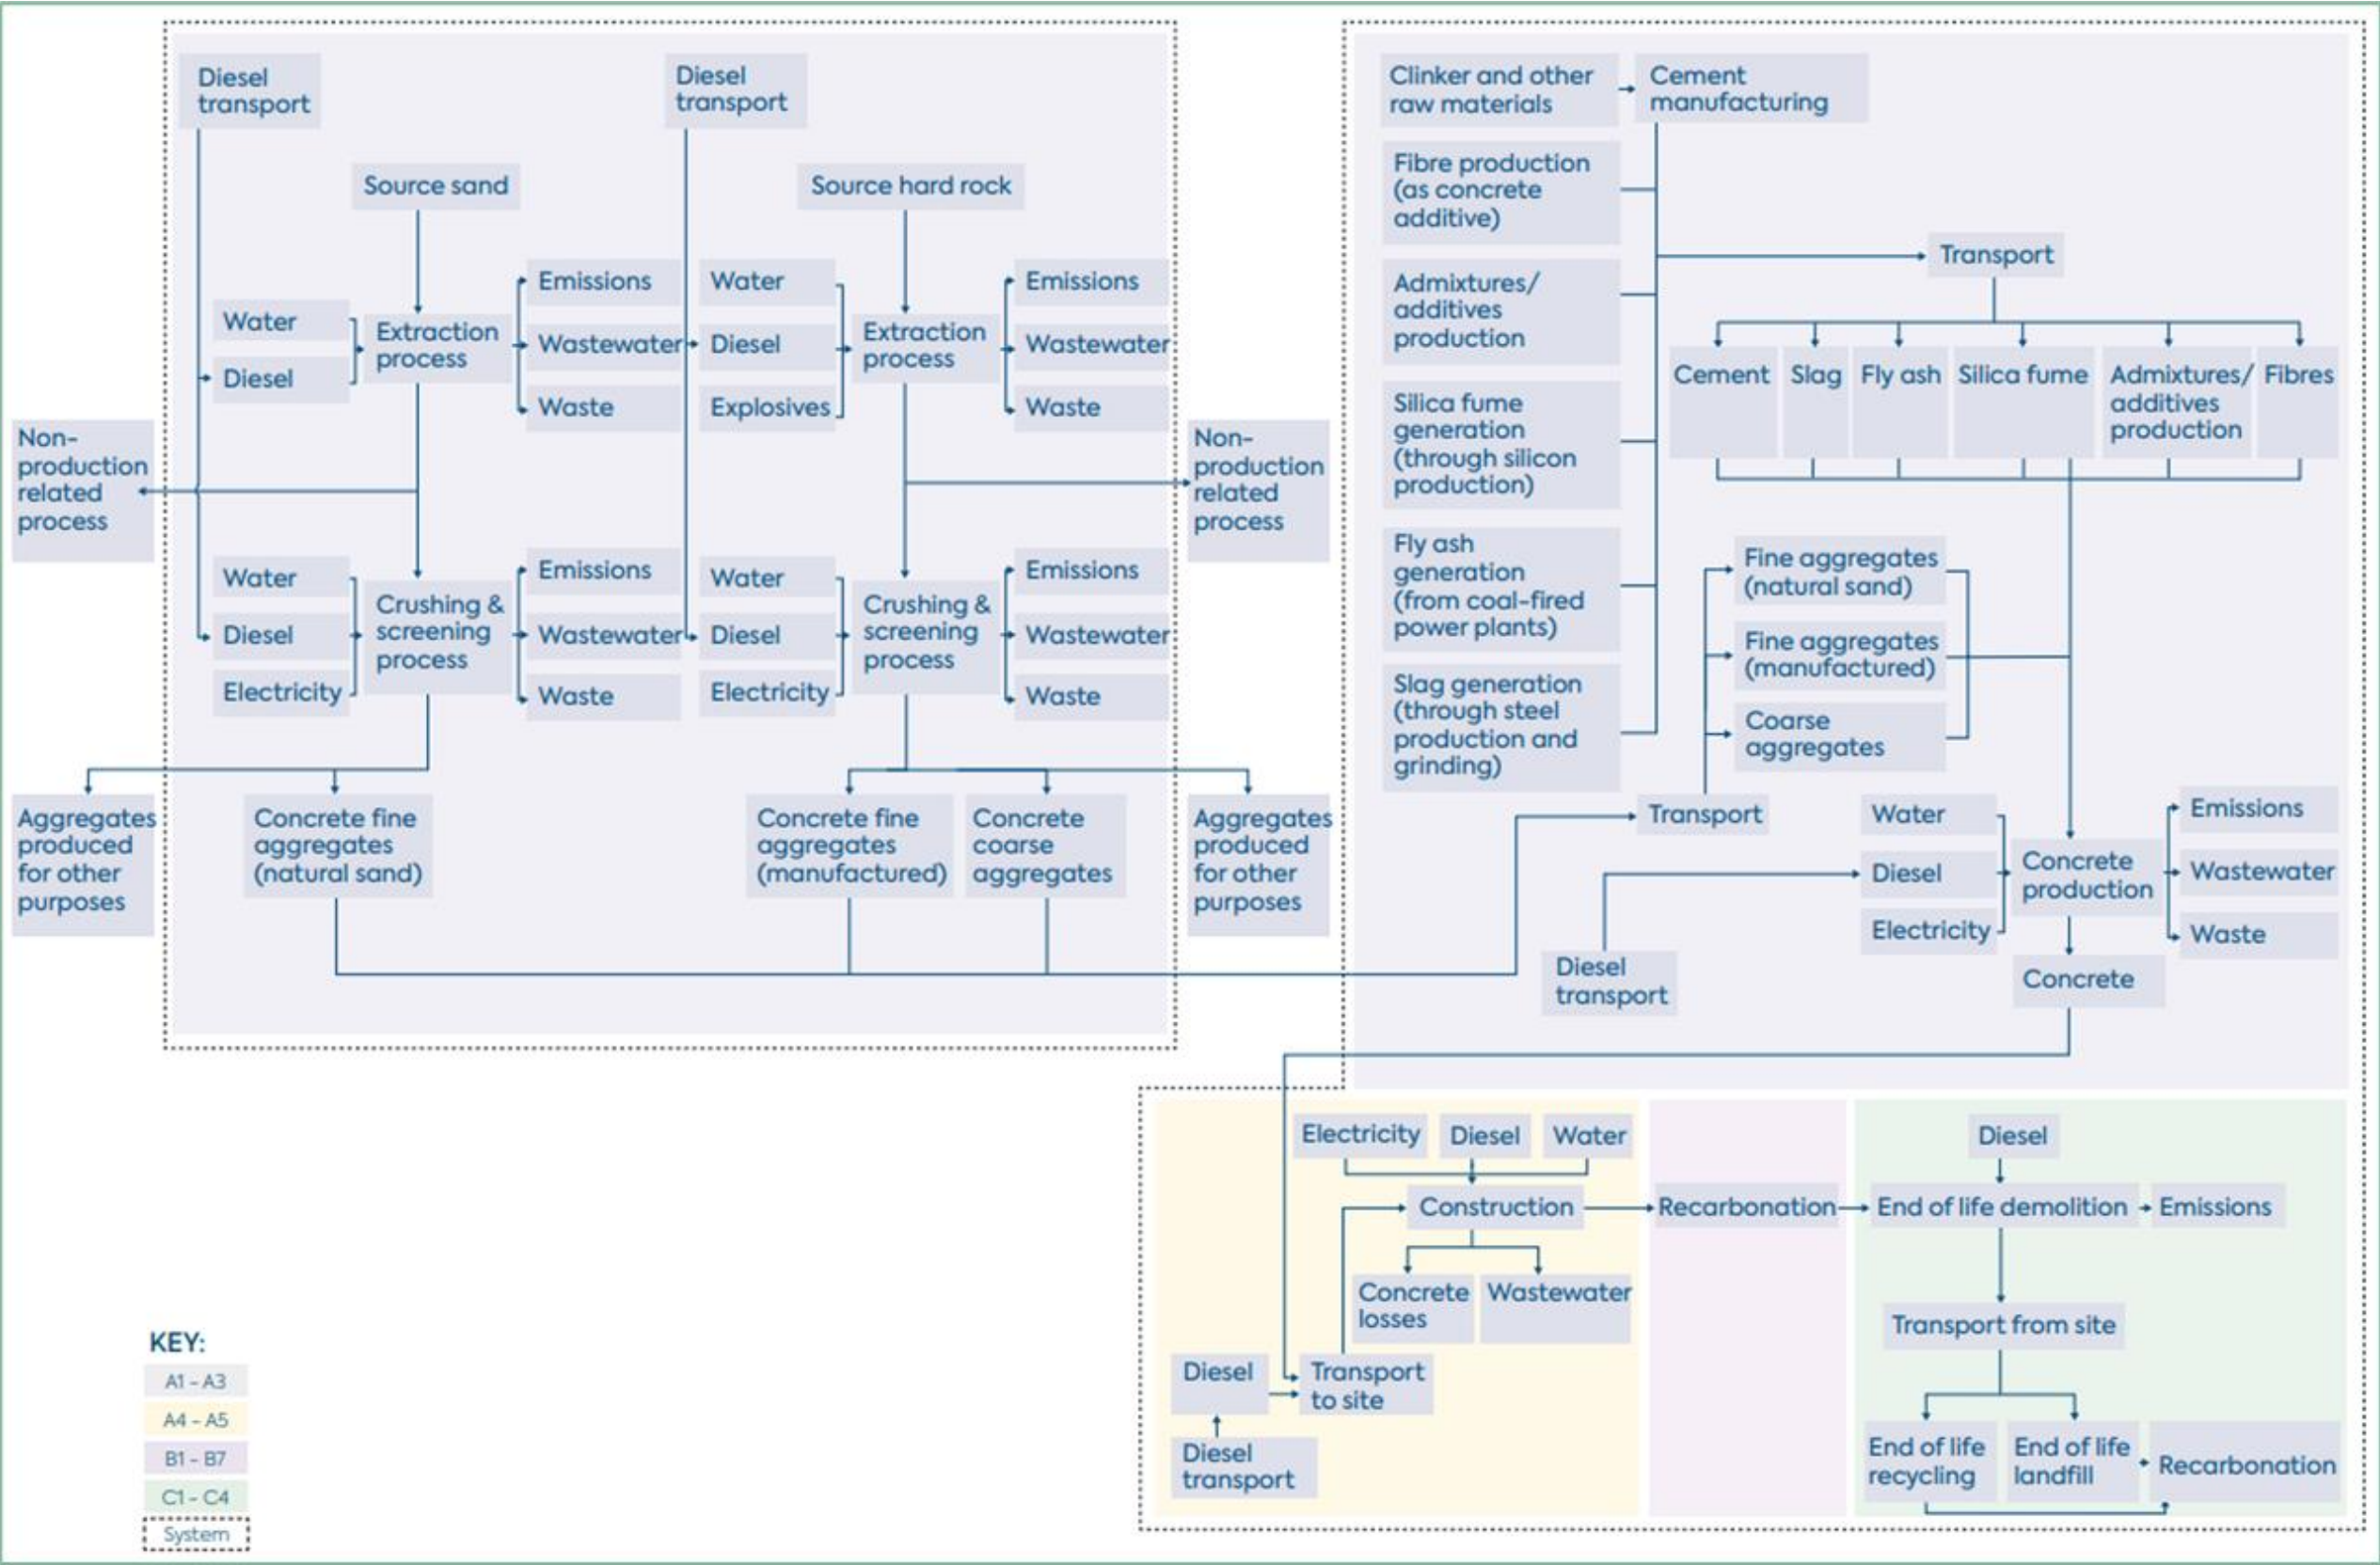 Diesel
transport
Diesel
transport
Source sand
Source hard rock
Water
Diesel
Extraction
process
Emissions
Wastewater
Waste
Water
Diesel
Explosives
Extraction
process
Emissions
Wastewater
Waste
Non-
production
related
process
Non-
production
related
process
Water
Diesel
Electricity
Crushing &
screening
process
Emissions
Wastewater
Waste
Water
Diesel
Electricity
Crushing &
screening
process
Emissions
Wastewater
Waste
Aggregates
produced
for other
purposes
Concrete fine
aggregates
(natural sand)
Concrete fine
aggregates
(manufactured)
Concrete
coarse
aggregates
Aggregates
produced
for other
purposes
Clinker and other
raw materials
Cement
manufacturing
Fibre production
(as concrete
additive)
Admixtures/
additives
production
Silica fume
generation
(through silicon
production)
Fly ash
generation
(from coal-fired
power plants)
Slag generation
(through steel
production and
grinding)
Transport
Cement
Slag
Fly ash
Silica fume
Admixtures/
additives
production
Fibres
Fine aggregates
(natural sand)
Fine aggregates
(manufactured)
Coarse
aggregates
Transport
Water
Diesel
Electricity
Diesel
transport
Concrete
production
Emissions
Wastewater
Waste
Concrete
Electricity
Diesel
Water
Construction
Concrete
losses
Wastewater
Diesel
Transport
to site
Diesel
transport
Recarbonation
Diesel
End of life demolition
Emissions
Transport from site
End of life
recycling
End of life
landfill
Recarbonation
KEY:
A1 - A3
A4 - A5
B1 - B7
C1 - C4
System